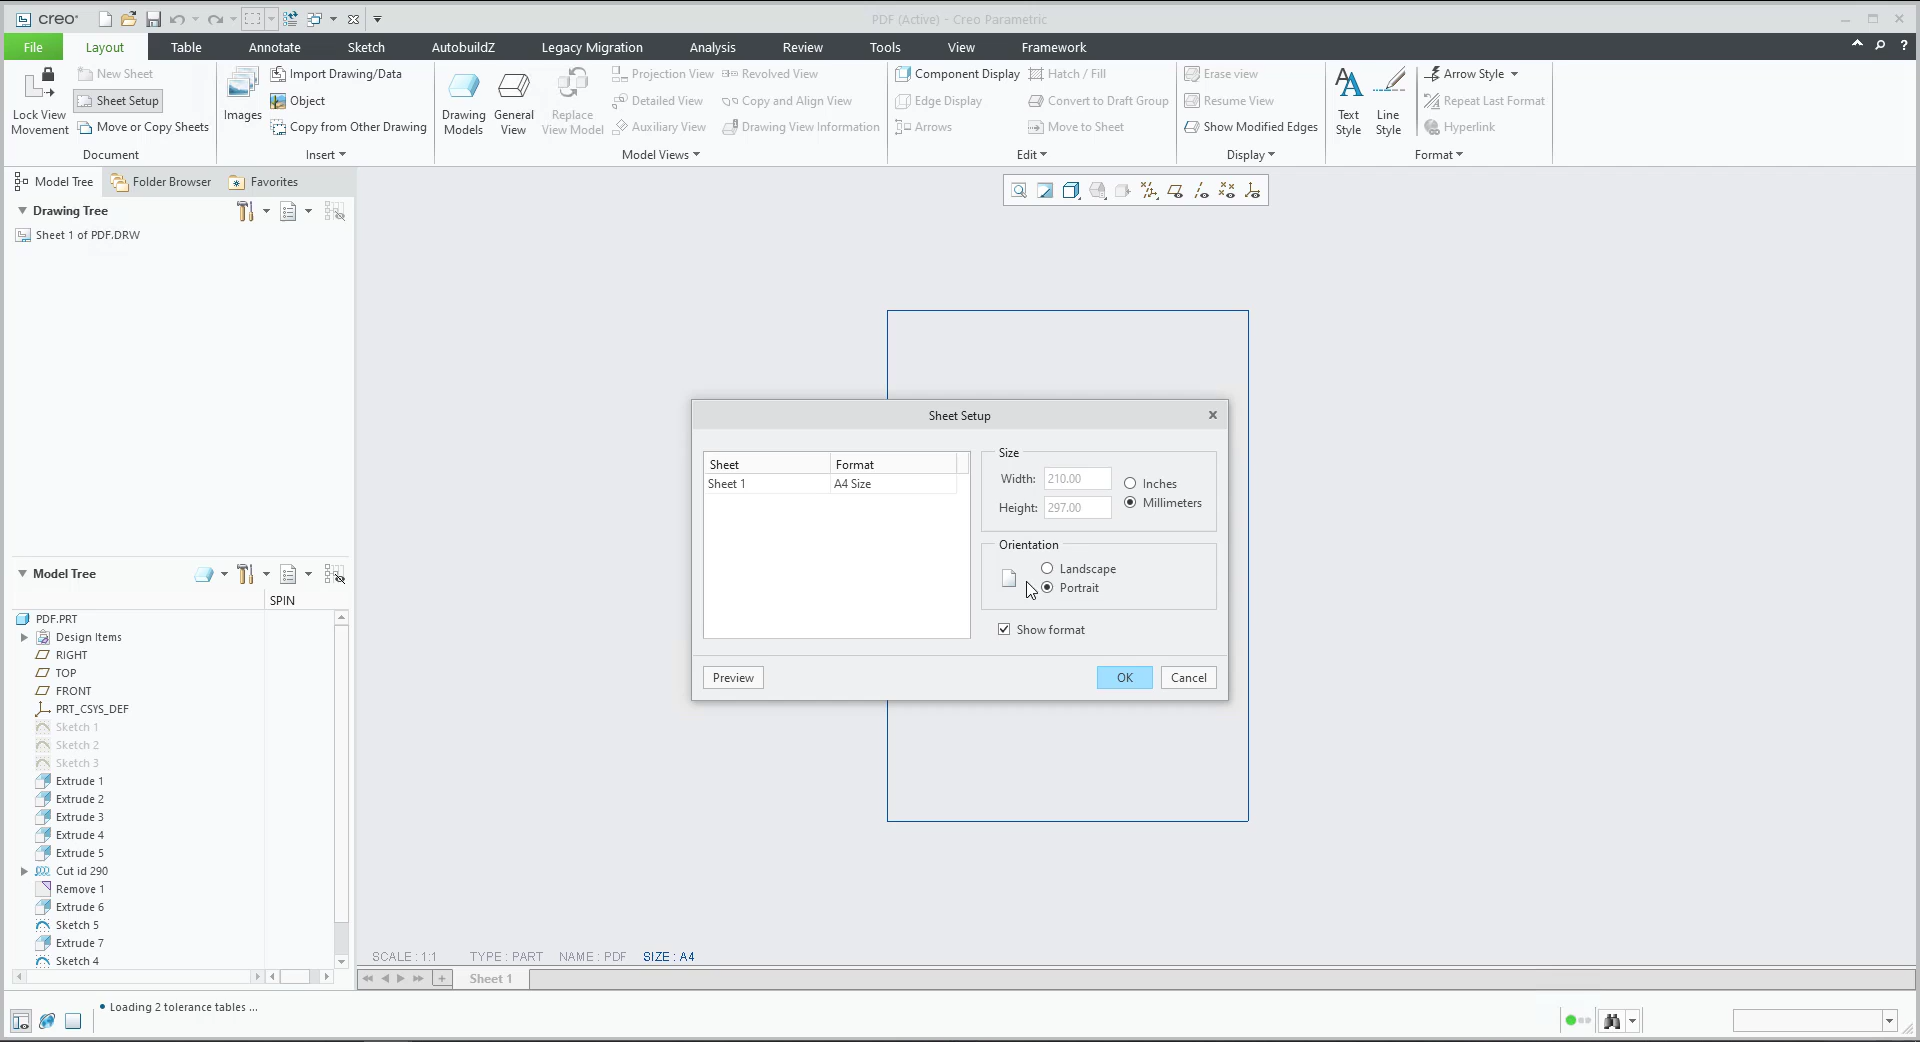 creo°
PDF (Active) - Creo Parametric
File
Layout
Table
Annotate
Sketch
AutobuildZ
Legacy Migration
Analysis
Review
Tools
View
Framework
Lock View
Movement
New Sheet
Sheet Setup
Move or Copy Sheets
Document
Images
Import Drawing/Data
Object
Copy from Other Drawing
Insert
Drawing
Models
General
View
Replace
View Model
Projection View
Detailed View
Auxiliary View
Revolved View
Copy and Align View
Drawing View Information
Model Views
Component Display
Edge Display
Arrows
Hatch / Fill
Convert to Draft Group
Move to Sheet
Edit
Erase view
Resume View
Show Modified Edges
Display
Text
Style
Line
Style
Arrow Style
Repeat Last Format
Hyperlink
Format
Model Tree
Folder Browser
Favorites
Drawing Tree
Sheet 1 of PDF.DRW
Sheet Setup
Sheet
Format
Sheet 1
A4 Size
Size
Width:
210.00
Height:
297.00
Inches
Millimeters
Orientation
Landscape
Portrait
Show format
Preview
OK
Cancel
Model Tree
SPIN
PDF.PRT
Design Items
RIGHT
TOP
FRONT
PRT_CSYS_DEF
Sketch 1
Sketch 2
Sketch 3
Extrude 1
Extrude 2
Extrude 3
Extrude 4
Extrude 5
Cut id 290
Remove 1
Extrude 6
Sketch 5
Extrude 7
Sketch 4
SCALE : 1:1 TYPE : PART NAME : PDF SIZE : A4
Sheet 1
• Loading 2 tolerance tables ...